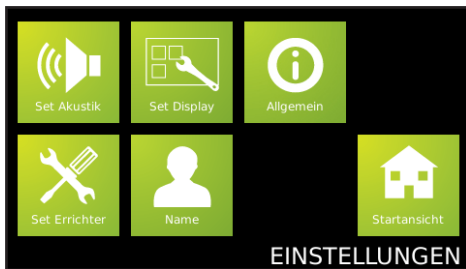 Set Akustik
Set Display
Allgemein
Set Errichter
Name
Startansicht
EINSTELLUNGEN